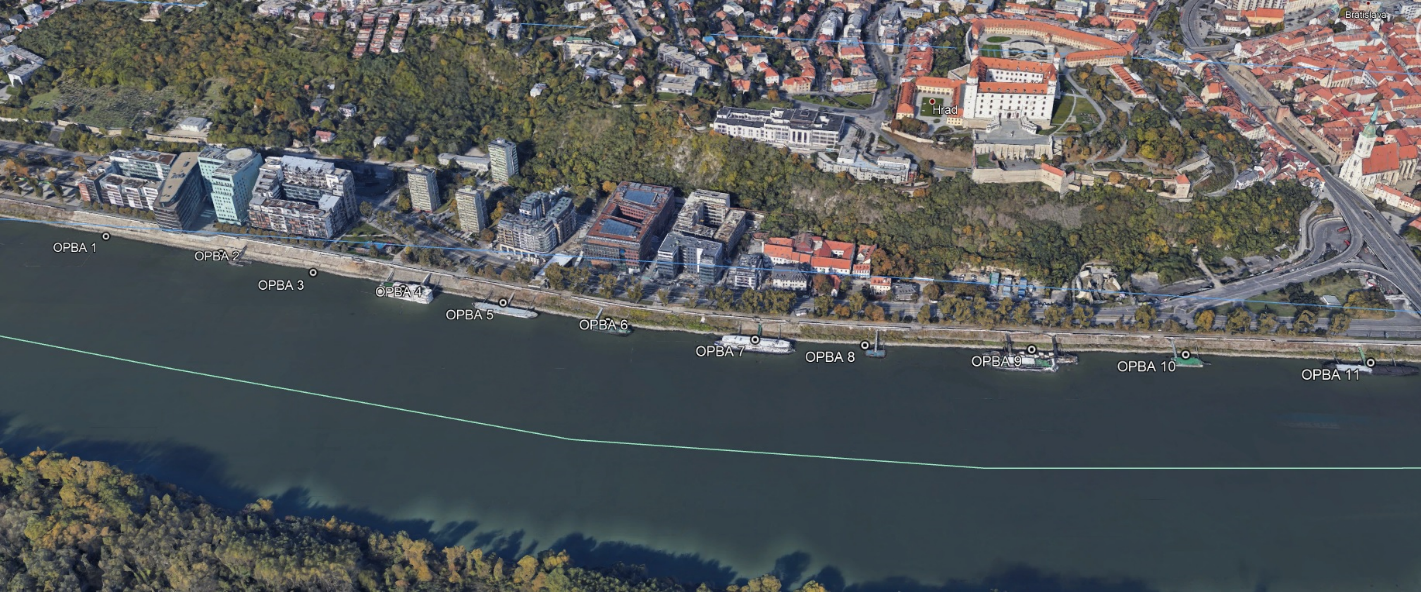 Bratislava
Hrad
OPBA 1
OPBA 2
OPBA 3
OPBA 4
OPBA 5
OPBA 6
OPBA 7
OPBA 8
OPBA 9
OPBA 10
OPBA 11